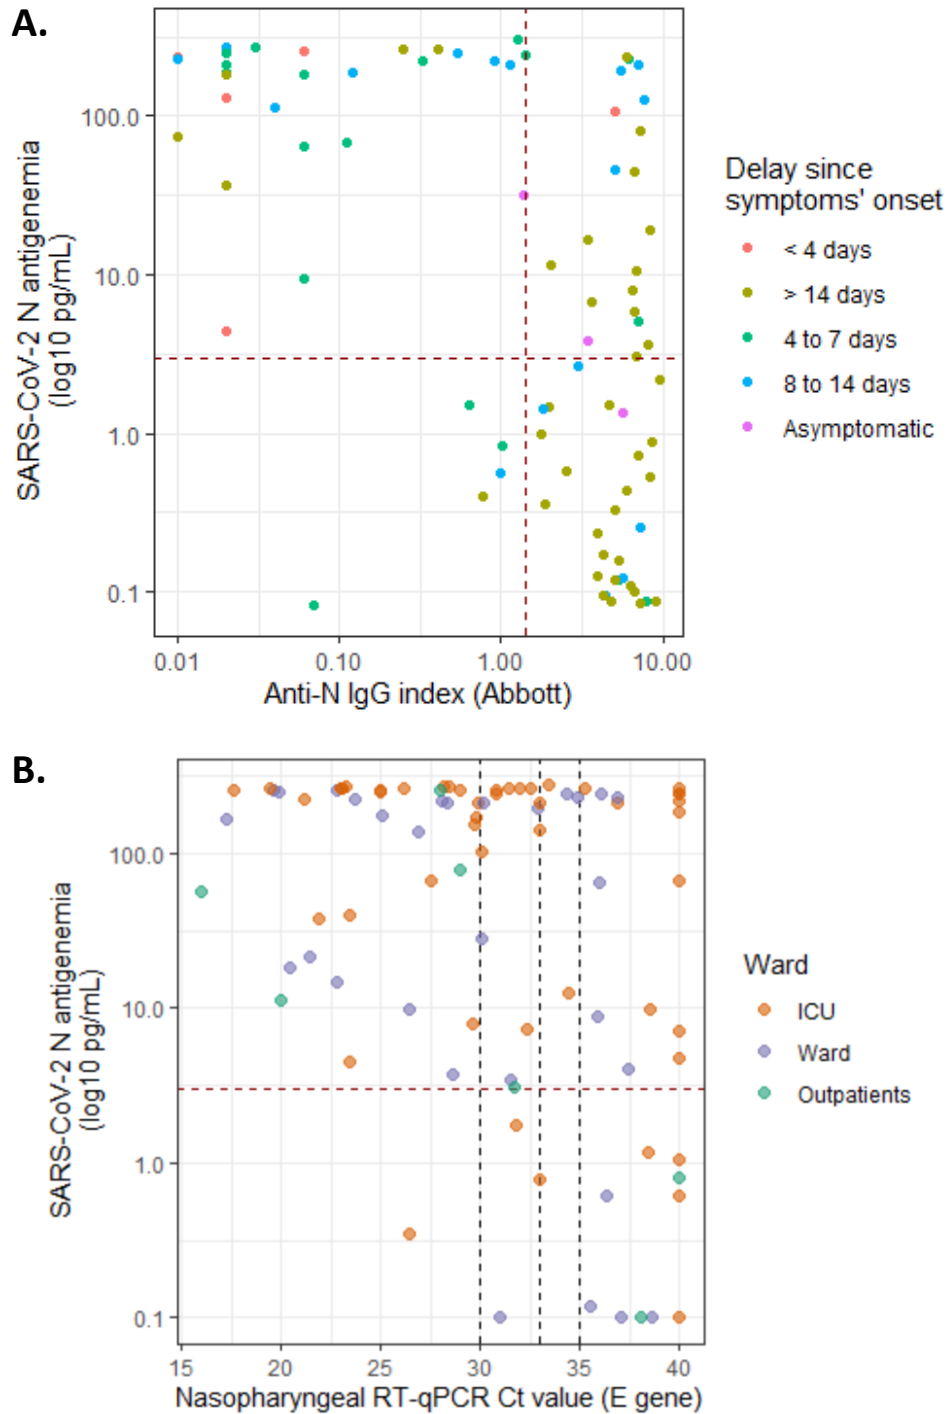 A.
SARS-CoV-2 N antigenemia
(log10 pg/mL)
100.0
10.0
1.0
0.1
0.01
0.10
1.00
10.00
Anti-N IgG index (Abbott)
Delay since
symptoms' onset
< 4 days
> 14 days
4 to 7 days
8 to 14 days
Asymptomatic
B.
SARS-CoV-2 N antigenemia
(log10 pg/mL)
100.0
10.0
1.0
0.1
15
20
25
30
35
40
Nasopharyngeal RT-qPCR Ct value (E gene)
Ward
ICU
Ward
Outpatients